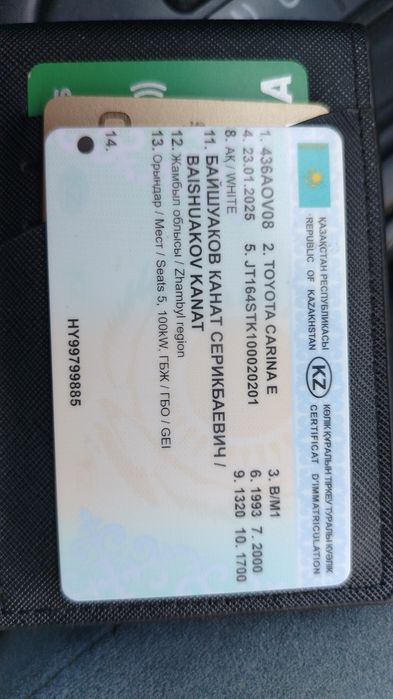 ҚАЗАҚСТАН РЕСПУБЛИКАСЫ
REPUBLIC OF KAZAKHSTAN
KZ
КӨЛІК ҚҰРАЛЫН ТІРКЕУ ТУРАЛЫ КУӘЛІК
CERTIFICAT D'IMMATRICULATION
1. 436AOV08 2. TOYOTA CARINA E 3. B/M1
4. 23.01.2025 5. JT164STK100020201 6. 1993 7. 2000
8. АҚ / WHITE 9. 1320 10. 1700
11. БАЙШУАКОВ КАНАТ СЕРИКБАЕВИЧ /
BAISHUAKOV KANAT
12. Жамбыл облысы / Zhambyl region
13. Орындар / Мест / Seats 5, 100kW, ГБЖ / ГБО / GEI
14.
HY99799885
A